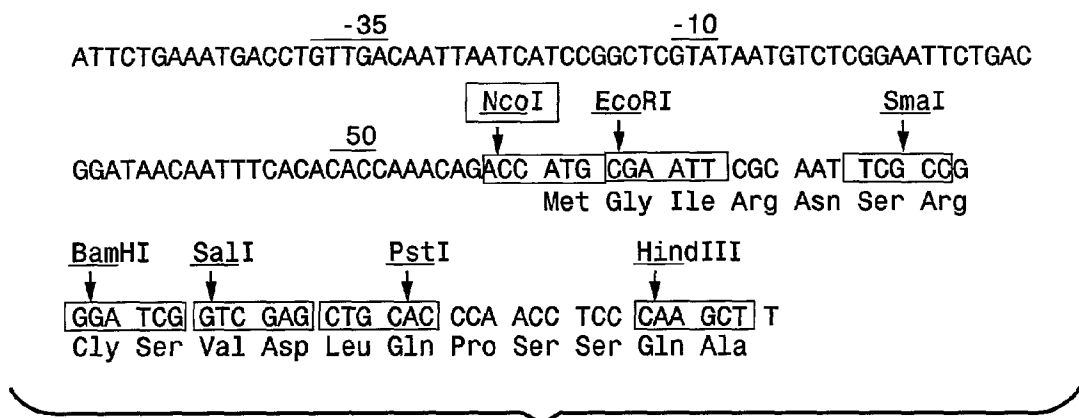 -35 -10
ATTCTGAAATGACCTGTTGACAATTAATCATCCGGCTCGTATAATGTCTCGGAATTCTGAC
NcoI EcoRI SmaI
50
GGATAACAATTTCACACACCAAACAGACC ATG CGA ATT CGC AAT TCG CCG
Met Gly Ile Arg Asn Ser Arg
BamHI SalI PstI HindIII
GGA TCG GTC GAG CTG CAC CCA ACC TCC CAA GCT T
Cly Ser Val Asp Leu Gln Pro Ser Ser Gln Ala